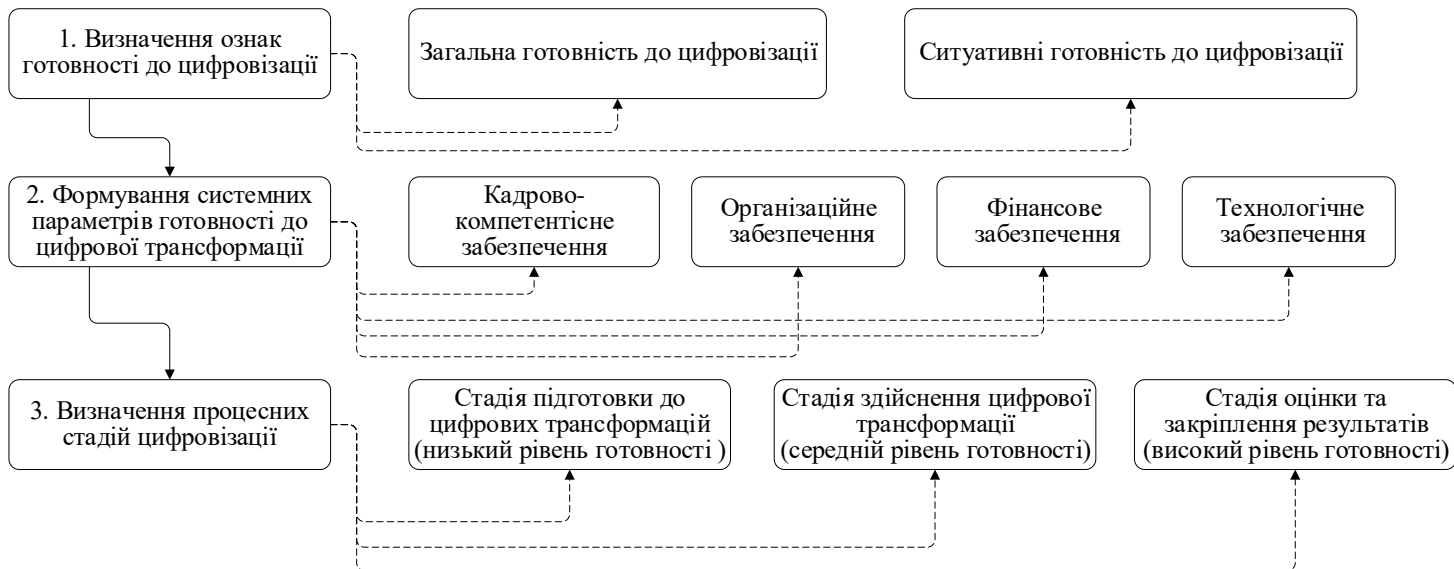 1. Визначення ознак
готовності до цифровізації
Загальна готовність до цифровізації
Ситуативні готовність до цифровізації
2. Формування системних
параметрів готовності до
цифрової трансформації
Кадрово-
компетентісне
забезпечення
Організаційне
забезпечення
Фінансове
забезпечення
Технологічне
забезпечення
3. Визначення процесних
стадій цифровізації
Стадія підготовки до
цифрових трансформацій
(низький рівень готовності )
Стадія здійснення цифрової
трансформації
(середній рівень готовності)
Стадія оцінки та
закріплення результатів
(високий рівень готовності)